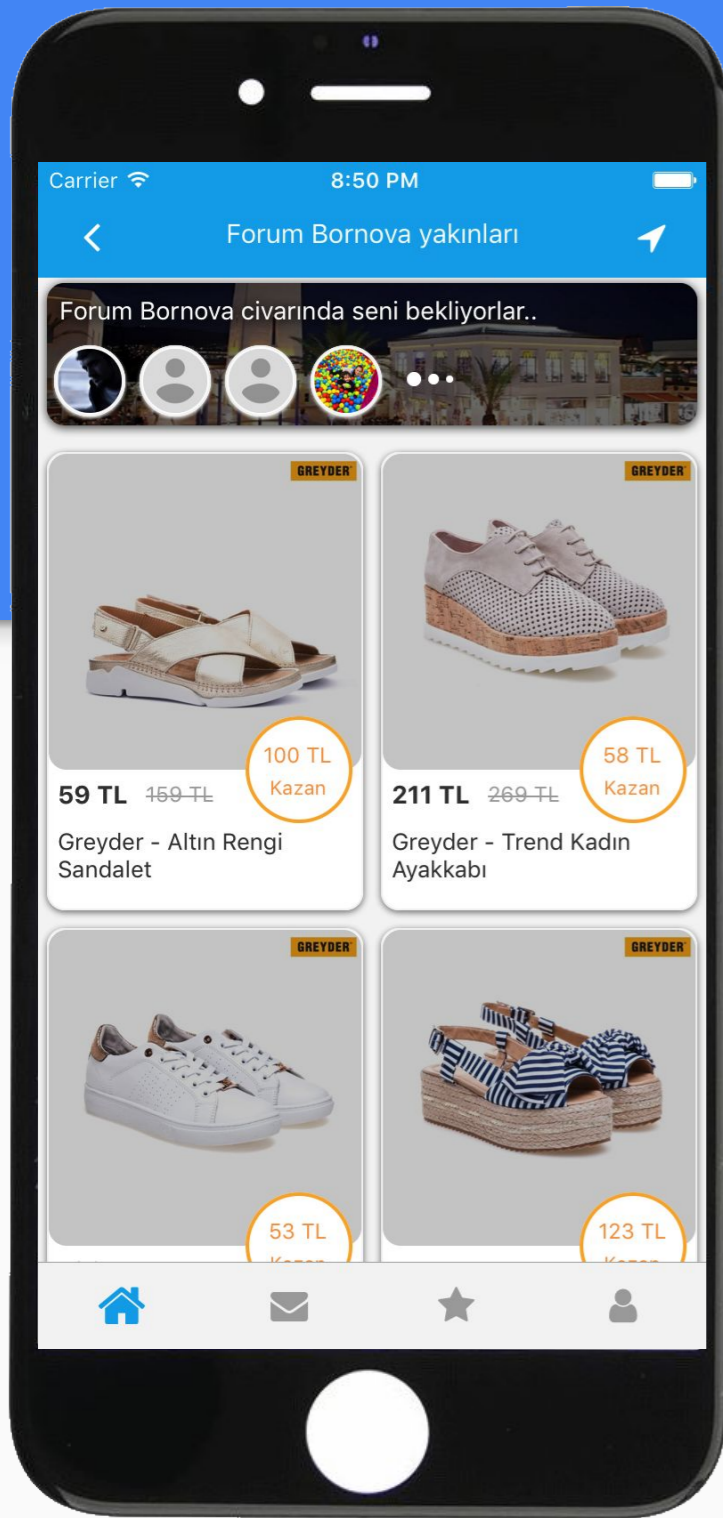 Carrier
8:50 PM
Forum Bornova yakınları
Forum Bornova civarında seni bekliyorlar..
GREYDER
GREYDER
100 TL
Kazan
58 TL
Kazan
59 TL 159 TL
211 TL 269 TL
Greyder - Altın Rengi
Sandalet
Greyder - Trend Kadın
Ayakkabı
GREYDER
GREYDER
53 TL
123 TL